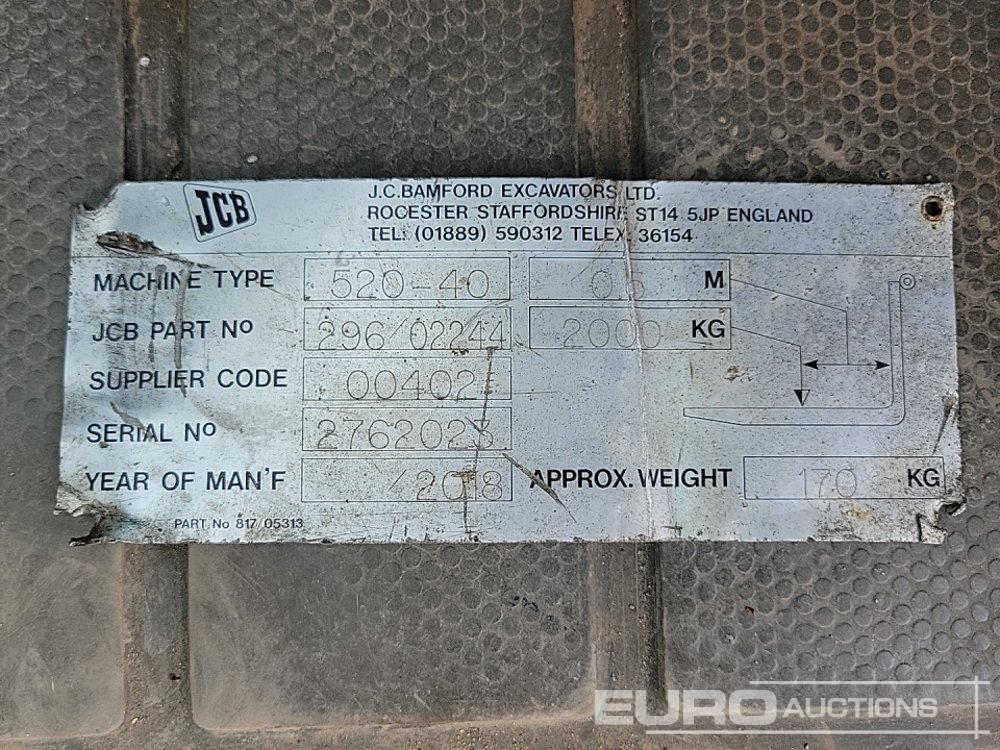 JCB
J.C.BAMFORD EXCAVATORS LTD.
ROCESTER STAFFORDSHIRE ST14 5JP ENGLAND
TEL: (01889) 590312 TELEX. 36154
MACHINE TYPE 520-40 M
JCB PART No 296/02244 2000 KG
SUPPLIER CODE 00402
SERIAL No 2762023
YEAR OF MAN'F /2018 APPROX. WEIGHT 170 KG
PART No 817/05313
EURO AUCTIONS